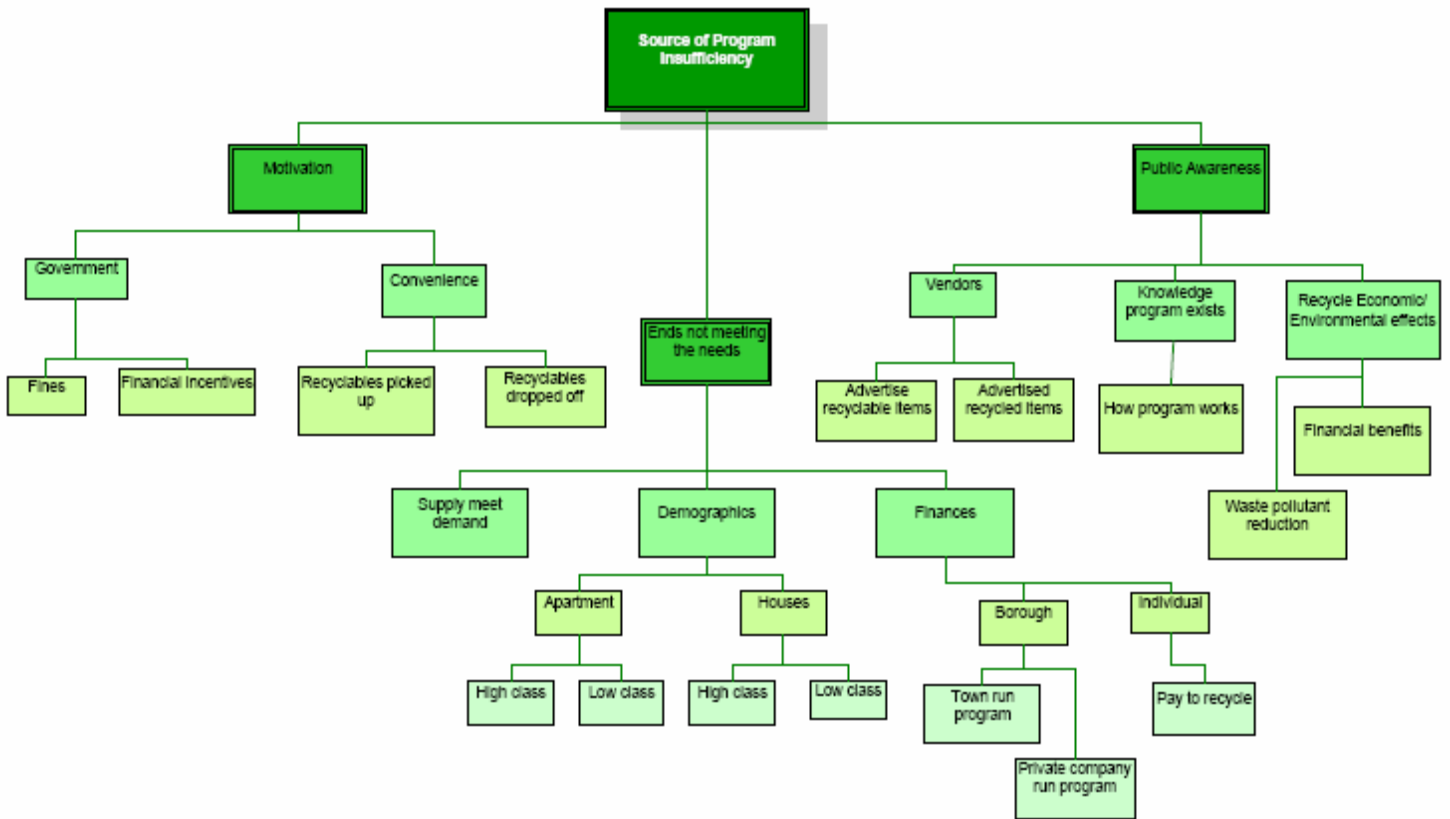 Source of Program
Insufficiency
Motivation
Public Awareness
Government
Convenience
Vendors
Knowledge
program exists
Recycle Economic/
Environmental effects
Ends not meeting
the needs
Fines
Financial Incentives
Recyclables picked
up
Recyclables
dropped off
Advertise
recyclable Items
Advertised
recycled Items
How program works
Financial benefits
Waste pollutant
reduction
Supply meet
demand
Demographics
Finances
Apartment
Houses
Borough
Individual
High class
Low class
High class
Low class
Town run
program
Pay to recycle
Private company
run program